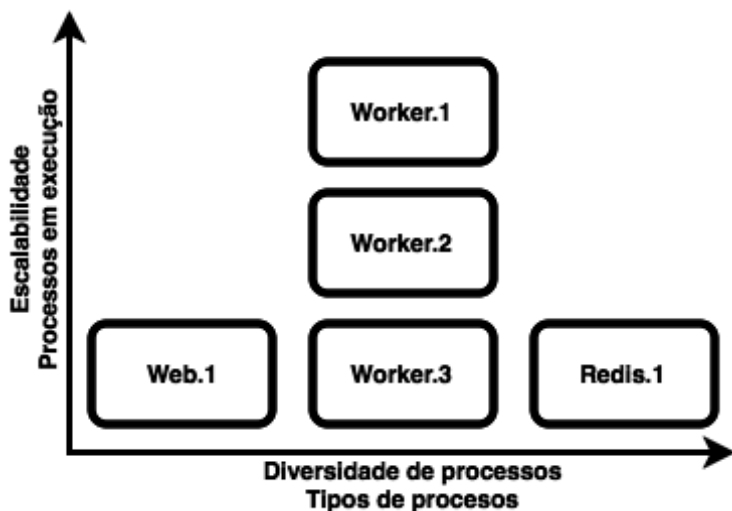 Escalabilidade
Processos em execução
Worker.1
Worker.2
Web.1
Worker.3
Redis.1
Diversidade de processos
Tipos de procesos